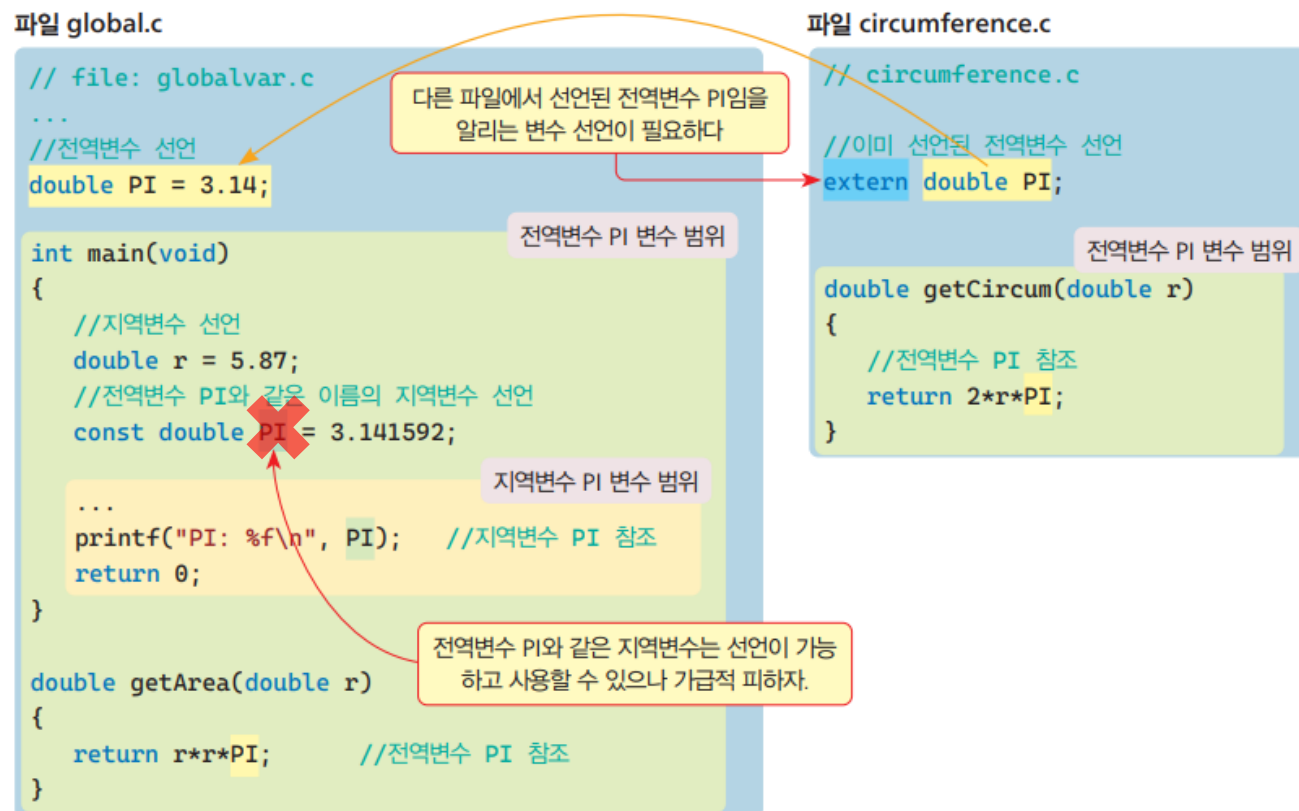 파일 global.c
// file: globalvar.c
...
//전역변수 선언
double PI = 3.14;
전역변수 PI 변수 범위
int main(void)
{
//지역변수 선언
double r = 5.87;
//전역변수 PI와 같은 이름의 지역변수 선언
const double PI = 3.141592;
지역변수 PI 변수 범위
...
printf("PI: %f\n", PI); //지역변수 PI 참조
return 0;
}
전역변수 PI와 같은 지역변수는 선언이 가능
하고 사용할 수 있으나 가급적 피하자.
double getArea(double r)
{
return r*r*PI; //전역변수 PI 참조
}
다른 파일에서 선언된 전역변수 PI임을
알리는 변수 선언이 필요하다
파일 circumference.c
// circumference.c
//이미 선언된 전역변수 선언
extern double PI;
전역변수 PI 변수 범위
double getCircum(double r)
{
//전역변수 PI 참조
return 2*r*PI;
}